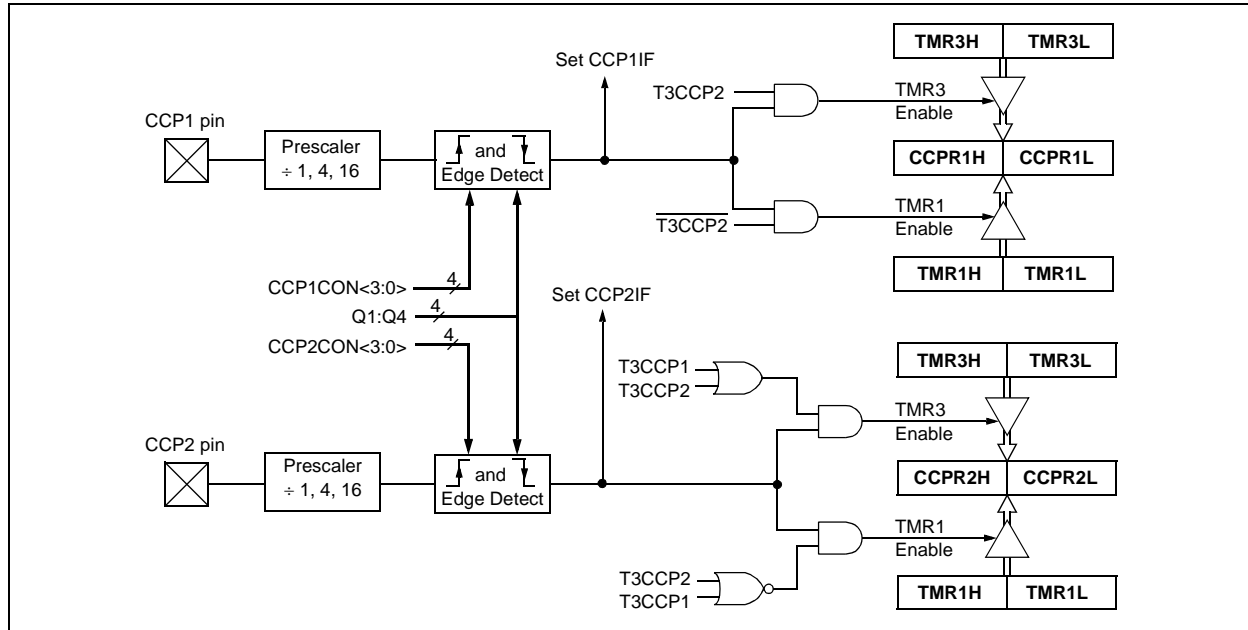 TMR3H TMR3L
Set CCP1IF
T3CCP2
TMR3
Enable
CCP1 pin
Prescaler
÷ 1, 4, 16
and
Edge Detect
CCPR1H CCPR1L
T3CCP2
TMR1
Enable
TMR1H TMR1L
CCP1CON<3:0> 4
Q1:Q4 4
CCP2CON<3:0> 4
Set CCP2IF
TMR3H TMR3L
T3CCP1
T3CCP2
TMR3
Enable
CCP2 pin
Prescaler
÷ 1, 4, 16
and
Edge Detect
CCPR2H CCPR2L
TMR1
Enable
T3CCP2
T3CCP1
TMR1H TMR1L